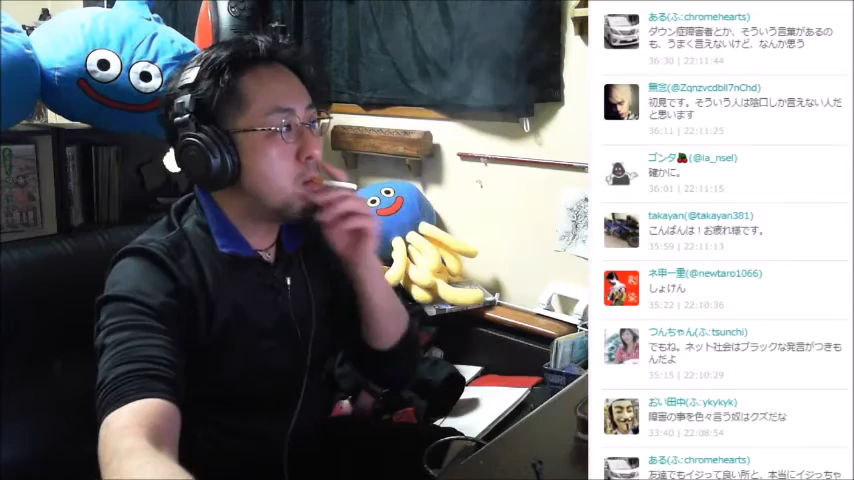 ある(ふ:chromehearts)
ダウン症障害者とか、そういう言葉があるの
も、うまく言えないけど、なんか思う
36:30 | 22:11:44
無念(@Zqnzvcdbll7nChd)
初見です。そういう人は陰口しか言えない人だ
と思います
36:11 | 22:11:25
ゴンタ(@ia_nsel)
確かに。
36:01 | 22:11:15
takayan(@takayan381)
こんばんは！お疲れ様です。
35:59 | 22:11:13
ネ申一里(@newtaro1066)
しょけん
35:22 | 22:10:36
つんちゃん(ふ:tsunchi)
でもね。ネット社会はブラックな発言がつきも
んだよ
35:15 | 22:10:29
おい田中(ふ:ykykyk)
障害の事を色々言う奴はクズだな
33:40 | 22:08:54
ある(ふ:chromehearts)
友達でもイジって良い所と、本当にイジっちゃ